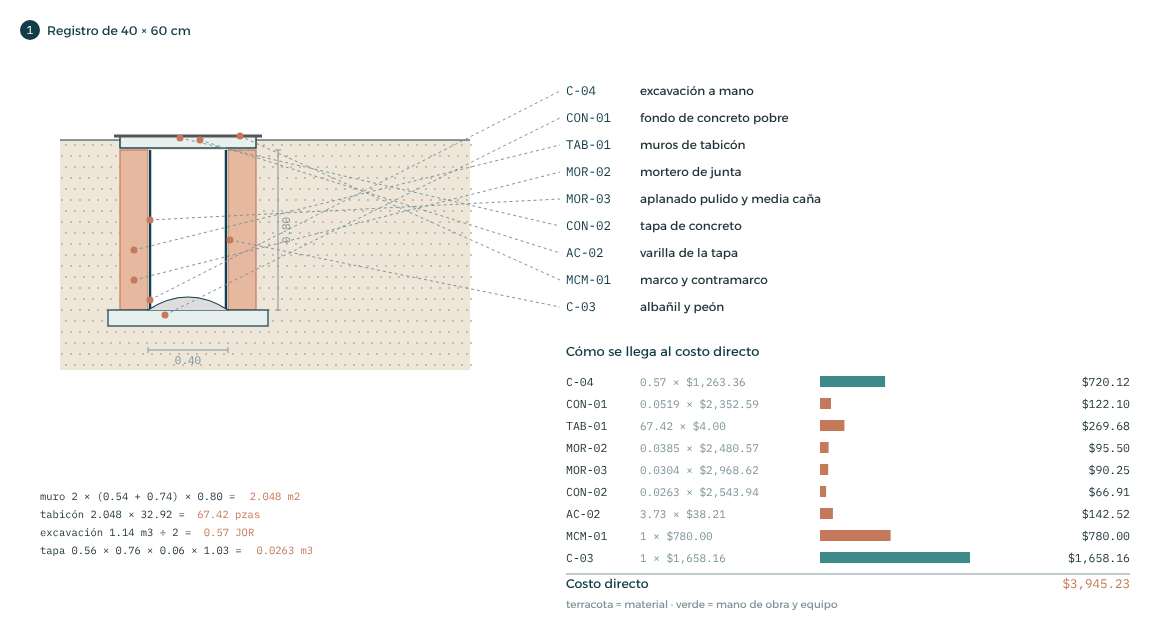 1 Registro de 40 × 60 cm
C-04 excavación a mano
CON-01 fondo de concreto pobre
TAB-01 muros de tabicón
MOR-02 mortero de junta
MOR-03 aplanado pulido y media caña
CON-02 tapa de concreto
AC-02 varilla de la tapa
MCM-01 marco y contramarco
C-03 albañil y peón
0.80
0.40
Cómo se llega al costo directo
C-04 0.57 × $1,263.36 $720.12
CON-01 0.0519 × $2,352.59 $122.10
TAB-01 67.42 × $4.00 $269.68
MOR-02 0.0385 × $2,480.57 $95.50
MOR-03 0.0304 × $2,968.62 $90.25
CON-02 0.0263 × $2,543.94 $66.91
AC-02 3.73 × $38.21 $142.52
MCM-01 1 × $780.00 $780.00
C-03 1 × $1,658.16 $1,658.16
Costo directo $3,945.23
terracota = material · verde = mano de obra y equipo
muro 2 × (0.54 + 0.74) × 0.80 = 2.048 m2
tabicón 2.048 × 32.92 = 67.42 pzas
excavación 1.14 m3 ÷ 2 = 0.57 JOR
tapa 0.56 × 0.76 × 0.06 × 1.03 = 0.0263 m3